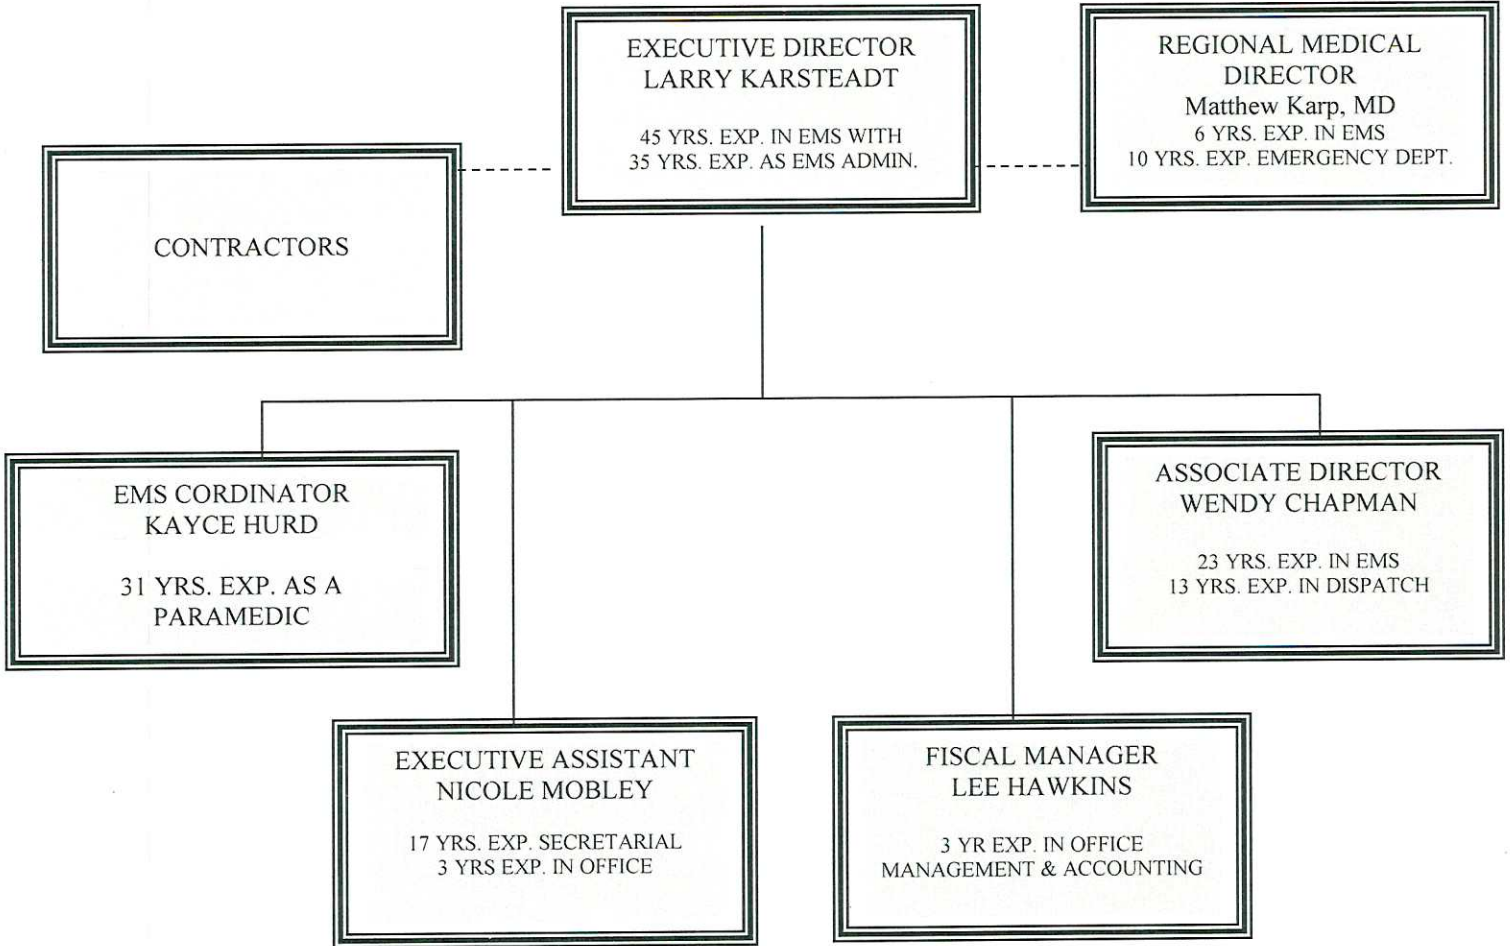 EXECUTIVE DIRECTOR
LARRY KARSTEADT
45 YRS. EXP. IN EMS WITH
35 YRS. EXP. AS EMS ADMIN.
REGIONAL MEDICAL
DIRECTOR
Matthew Karp, MD
6 YRS. EXP. IN EMS
10 YRS. EXP. EMERGENCY DEPT.
CONTRACTORS
EMS CORDINATOR
KAYCE HURD
31 YRS. EXP. AS A
PARAMEDIC
ASSOCIATE DIRECTOR
WENDY CHAPMAN
23 YRS. EXP. IN EMS
13 YRS. EXP. IN DISPATCH
EXECUTIVE ASSISTANT
NICOLE MOBLEY
17 YRS. EXP. SECRETARIAL
3 YRS EXP. IN OFFICE
FISCAL MANAGER
LEE HAWKINS
3 YR EXP. IN OFFICE
MANAGEMENT & ACCOUNTING